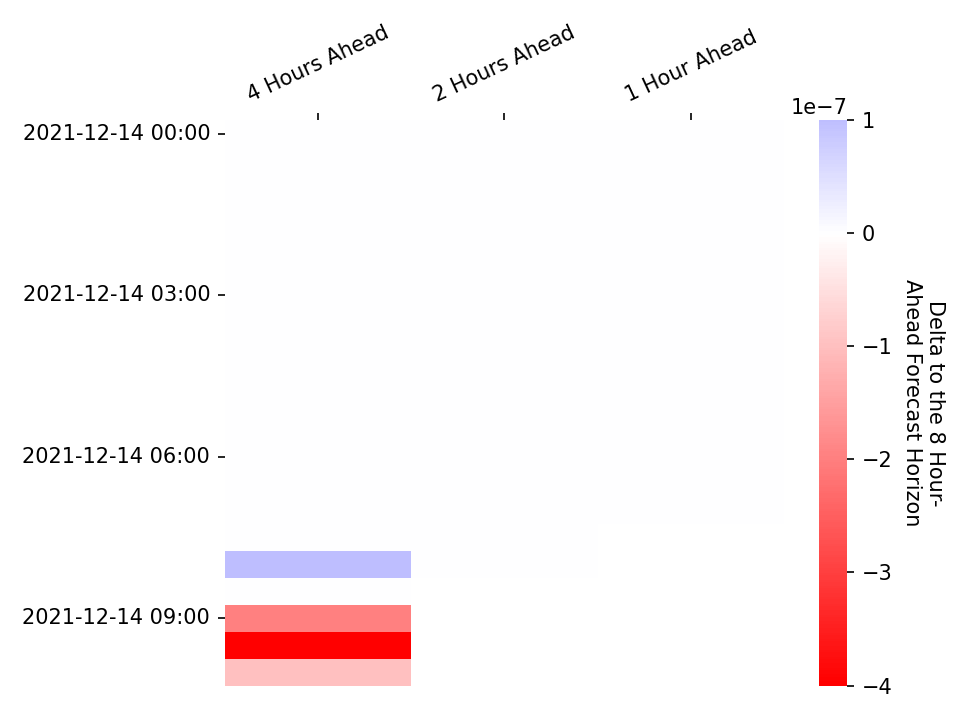 4 Hours Ahead
2 Hours Ahead
1 Hour Ahead
1e−7
2021-12-14 00:00
2021-12-14 03:00
2021-12-14 06:00
2021-12-14 09:00
1
0
−1
−2
−3
−4
Delta to the 8 Hour-
Ahead Forecast Horizon